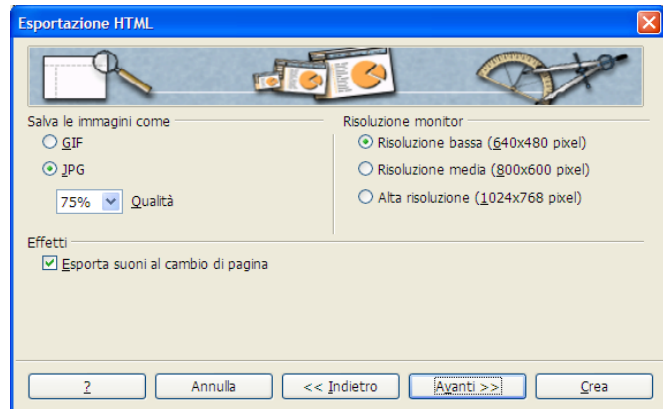 Esportazione HTML
Salva le immagini come
GIF
JPG
75% Qualità
Risoluzione monitor
Risoluzione bassa (640x480 pixel)
Risoluzione media (800x600 pixel)
Alta risoluzione (1024x768 pixel)
Effetti
Esporta suoni al cambio di pagina
? Annulla << Indietro Avanti >> Crea